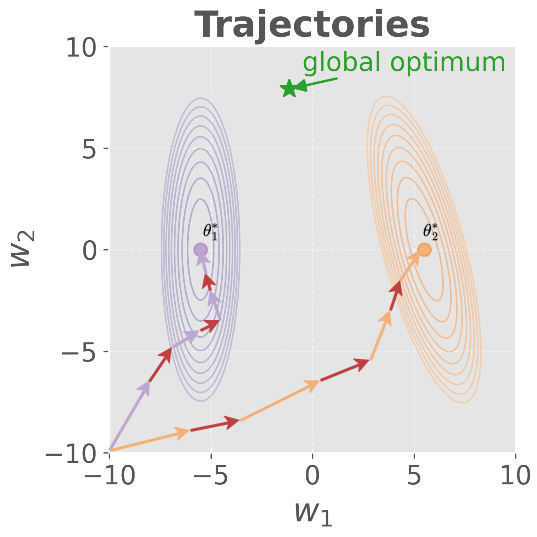 Trajectories
global optimum
10
5
0
−5
−10
w₂
θ₁*
θ₂*
−10 −5 0 5 10
w₁